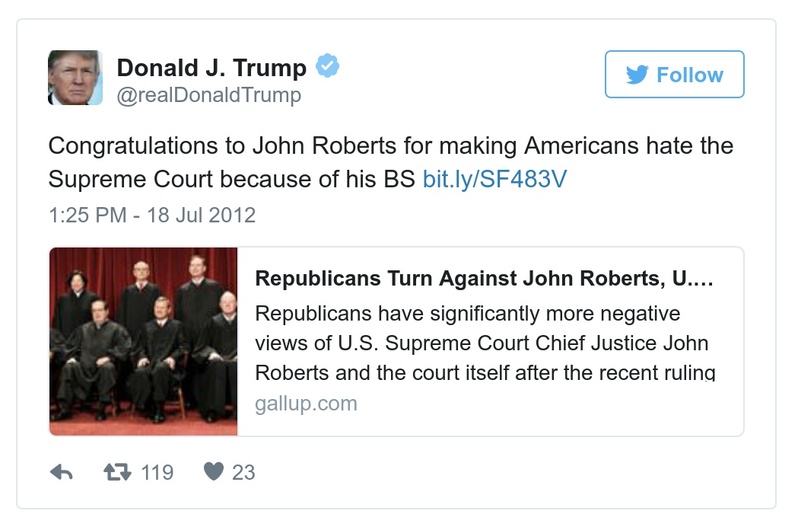 Donald J. Trump
@realDonaldTrump
Follow
Congratulations to John Roberts for making Americans hate the
Supreme Court because of his BS bit.ly/SF483V
1:25 PM - 18 Jul 2012
Republicans Turn Against John Roberts, U....
Republicans have significantly more negative
views of U.S. Supreme Court Chief Justice John
Roberts and the court itself after the recent ruling
gallup.com
119 23